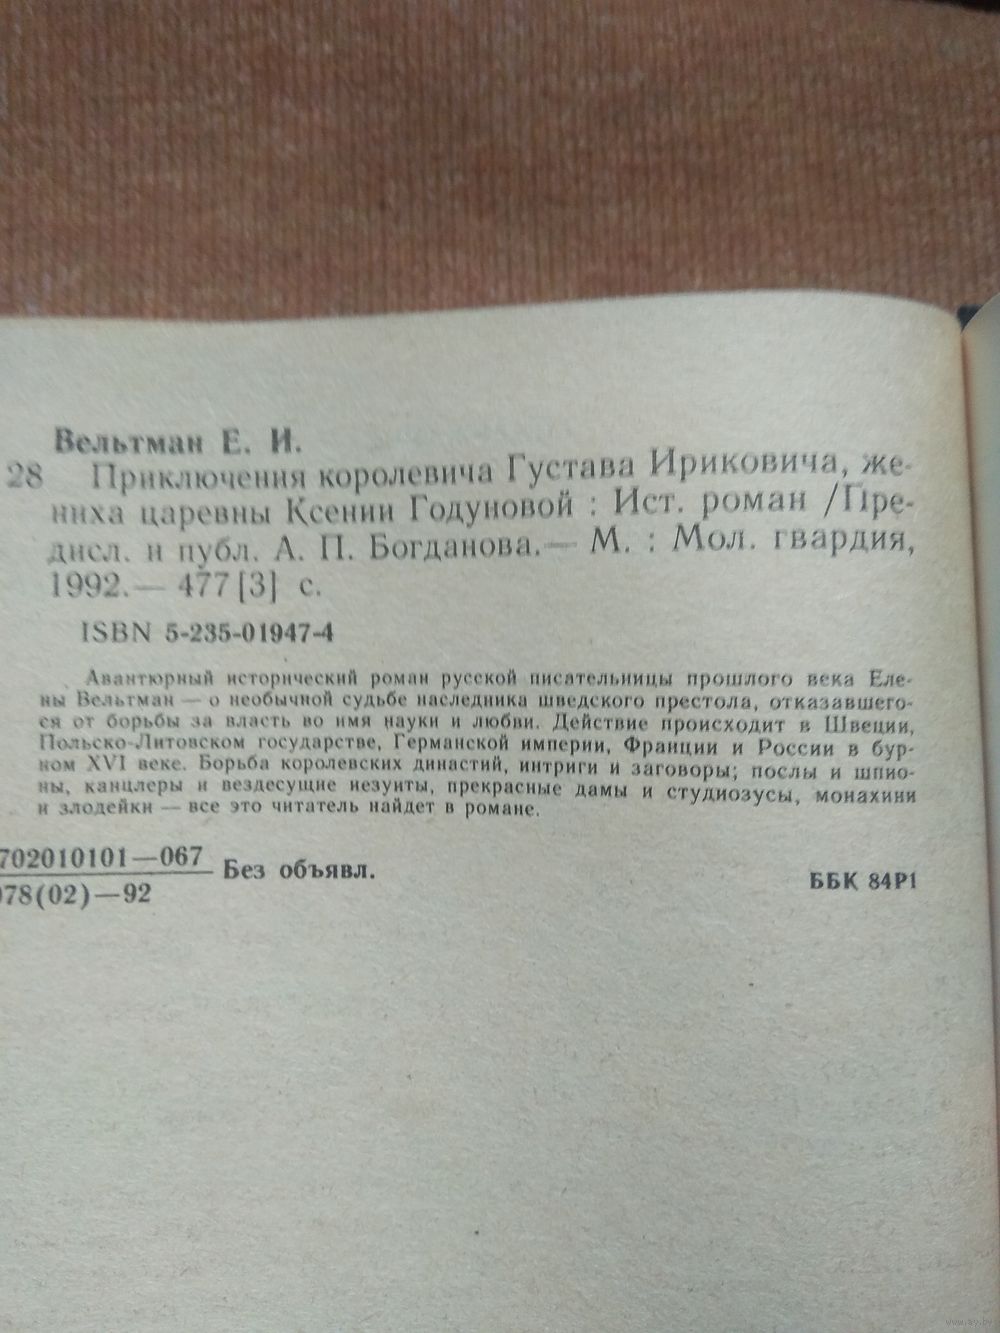 Вельтман Е. И.
28 Приключения королевича Густава Ириковича, же-
ниха царевны Ксении Годуновой : Ист. роман /Пре-
дисл. и публ. А. П. Богданова.— М. : Мол. гвардия,
1992.— 477[3] с.
ISBN 5-235-01947-4
Авантюрный исторический роман русской писательницы прошлого века Еле-
ны Вельтман — о необычной судьбе наследника шведского престола, отказавшего-
ся от борьбы за власть во имя науки и любви. Действие происходит в Швеции,
Польско-Литовском государстве, Германской империи, Франции и России в бур-
ном XVI веке. Борьба королевских династий, интриги и заговоры; послы и шпио-
ны, канцлеры и вездесущие иезуиты, прекрасные дамы и студиозусы, монахини
и злодейки — все это читатель найдет в романе.
702010101—067
078(02)—92
Без объявл.
ББК 84Р1
www.ay.by